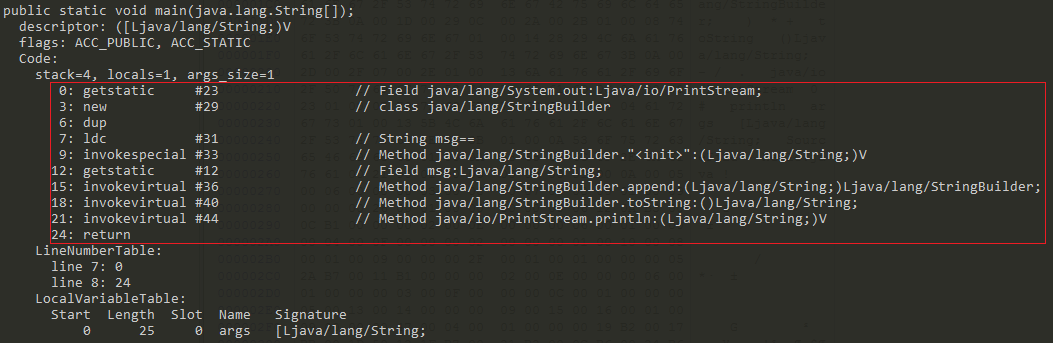 public static void main(java.lang.String[]);
descriptor: ([Ljava/lang/String;)V
flags: ACC_PUBLIC, ACC_STATIC
Code:
stack=4, locals=1, args_size=1
0: getstatic #23 // Field java/lang/System.out:Ljava/io/PrintStream;
3: new #29 // class java/lang/StringBuilder
6: dup
7: ldc #31 // String msg==
9: invokespecial #33 // Method java/lang/StringBuilder."<init>":(Ljava/lang/String;)V
12: getstatic #12 // Field msg:Ljava/lang/String;
15: invokevirtual #36 // Method java/lang/StringBuilder.append:(Ljava/lang/String;)Ljava/lang/StringBuilder;
18: invokevirtual #40 // Method java/lang/StringBuilder.toString:()Ljava/lang/String;
21: invokevirtual #44 // Method java/io/PrintStream.println:(Ljava/lang/String;)V
24: return
LineNumberTable:
line 7: 0
line 8: 24
LocalVariableTable:
Start Length Slot Name Signature
0 25 0 args [Ljava/lang/String;